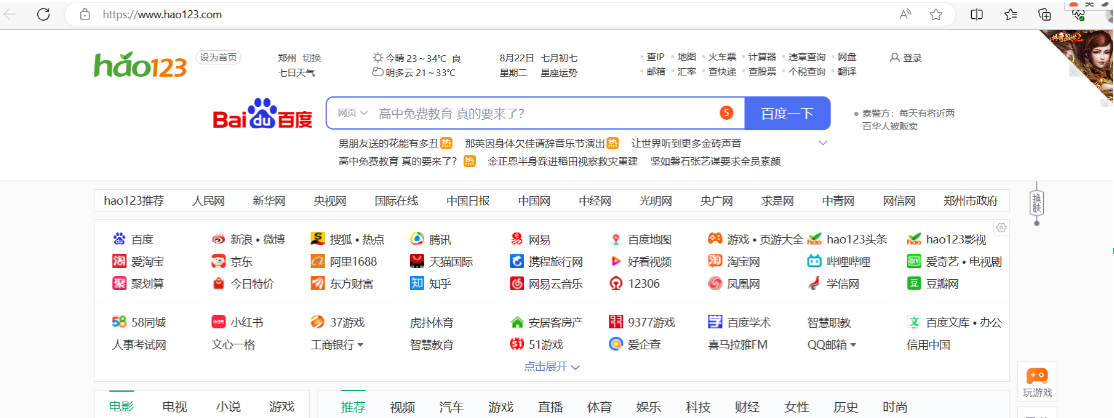 https://www.hao123.com
hao123 设为首页 郑州 切换 今晴 23~34℃ 良 8月22日 七月初七 查IP 地图 火车票 计算器 违章查询 网盘 登录
七日天气 明多云 21~33℃ 星期二 星座运势 邮箱 汇率 查快递 查股票 个税查询 翻译
Bai du 百度 网页 高中免费教育 真的要来了? 5 百度一下 泰警方:每天有将近两
百华人被贩卖
男朋友送的花能有多丑 热 那英因身体欠佳请辞音乐节演出 热 让世界听到更多金砖声音
高中免费教育 真的要来了? 热 金正恩半身踩进稻田视察救灾重建 坚如磐石张艺谋要求全员素颜
换肤
hao123推荐 人民网 新华网 央视网 国际在线 中国日报 中国网 中经网 光明网 央广网 求是网 中青网 网信网 郑州市政府
百度 新浪•微博 搜狐•热点 腾讯 网易 百度地图 游戏•页游大全 hao123头条 hao123影视
爱淘宝 京东 阿里1688 天猫国际 携程旅行网 好看视频 淘宝网 哔哩哔哩 爱奇艺•电视剧
聚划算 今日特价 东方财富 知乎 网易云音乐 12306 凤凰网 学信网 豆瓣网
58同城 小红书 37游戏 虎扑体育 安居客房产 9377游戏 百度学术 智慧职教 百度文库•办公
人事考试网 文心一格 工商银行 智慧教育 51游戏 爱企查 喜马拉雅FM QQ邮箱 信用中国
点击展开
玩游戏
电影 电视 小说 游戏 推荐 视频 汽车 游戏 直播 体育 娱乐 科技 财经 女性 历史 时尚